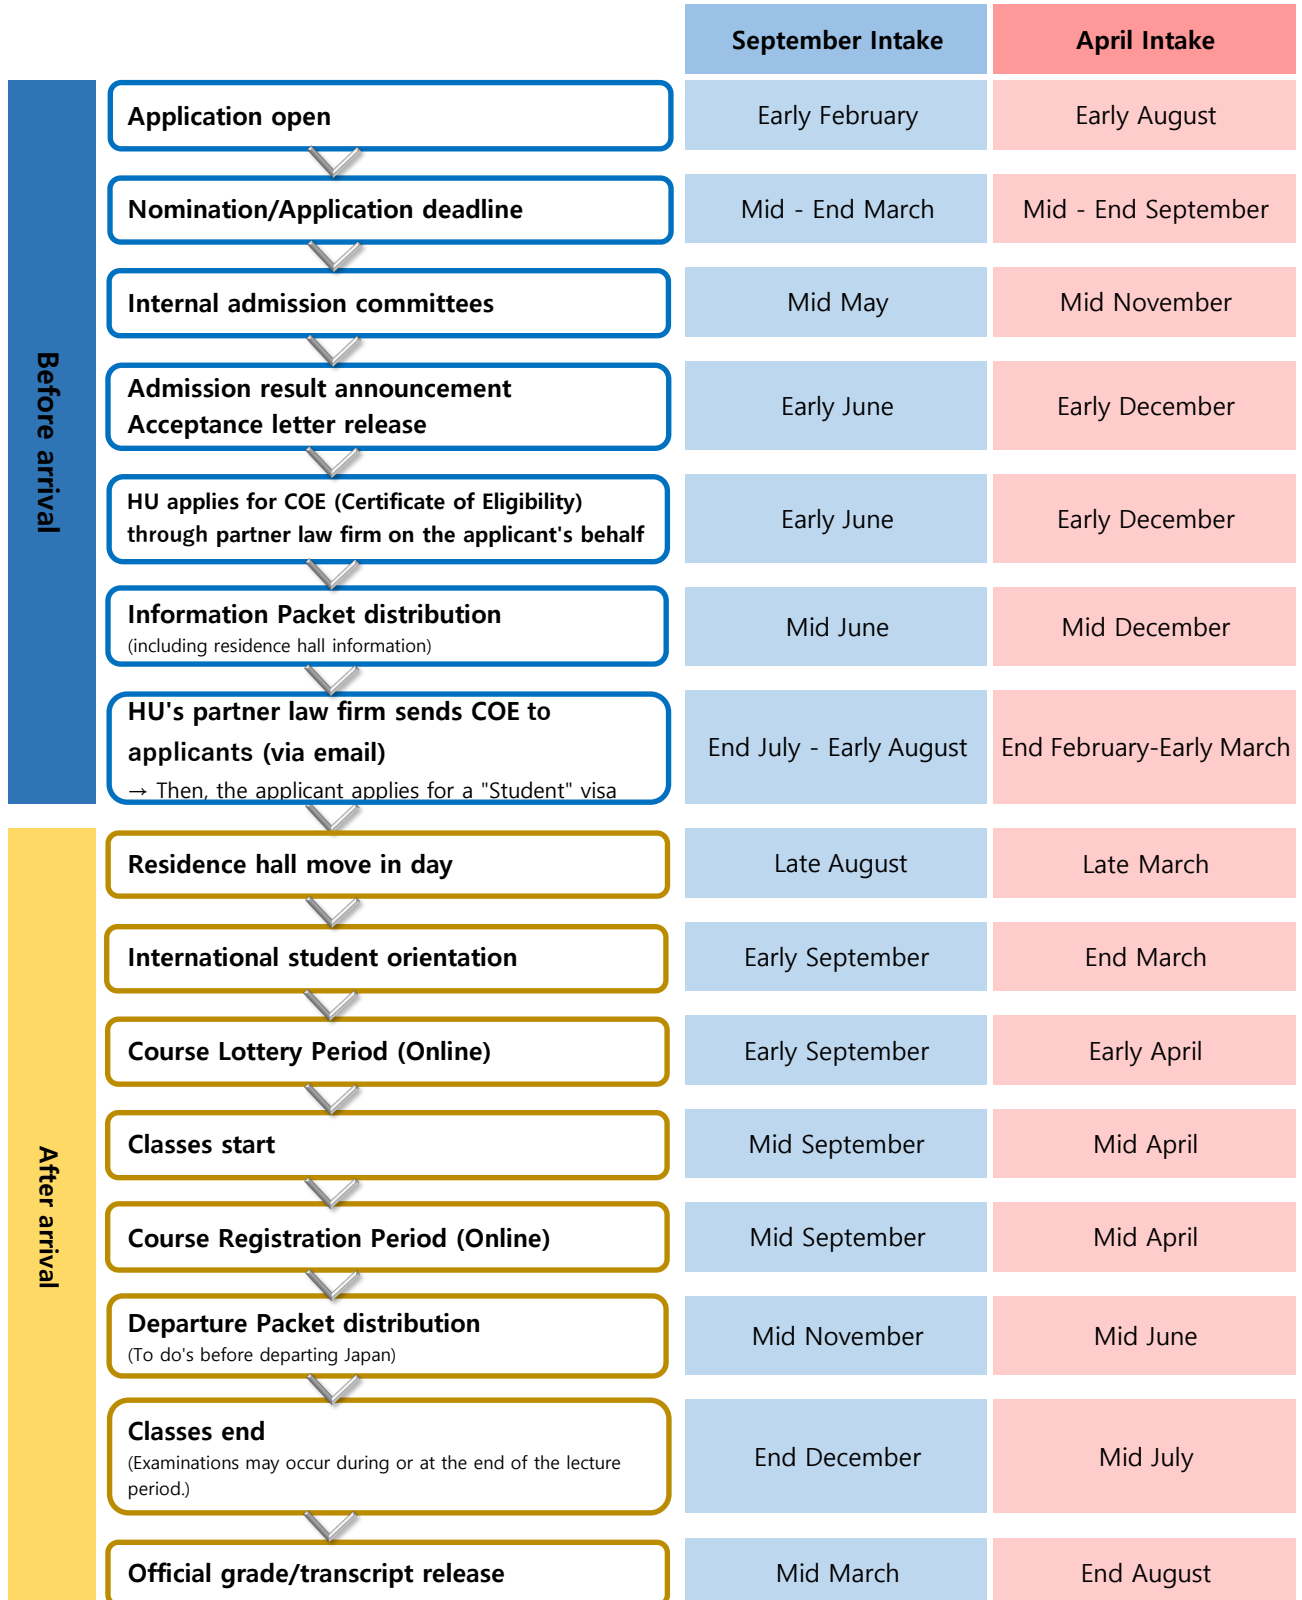 September Intake April Intake
Before arrival
Application open Early February Early August
Nomination/Application deadline Mid - End March Mid - End September
Internal admission committees Mid May Mid November
Admission result announcement
Acceptance letter release Early June Early December
HU applies for COE (Certificate of Eligibility)
through partner law firm on the applicant's behalf Early June Early December
Information Packet distribution
(including residence hall information) Mid June Mid December
HU's partner law firm sends COE to
applicants (via email) End July - Early August End February-Early March
→ Then, the applicant applies for a "Student" visa
After arrival
Residence hall move in day Late August Late March
International student orientation Early September End March
Course Lottery Period (Online) Early September Early April
Classes start Mid September Mid April
Course Registration Period (Online) Mid September Mid April
Departure Packet distribution
(To do's before departing Japan) Mid November Mid June
Classes end
(Examinations may occur during or at the end of the lecture
period.) End December Mid July
Official grade/transcript release Mid March End August